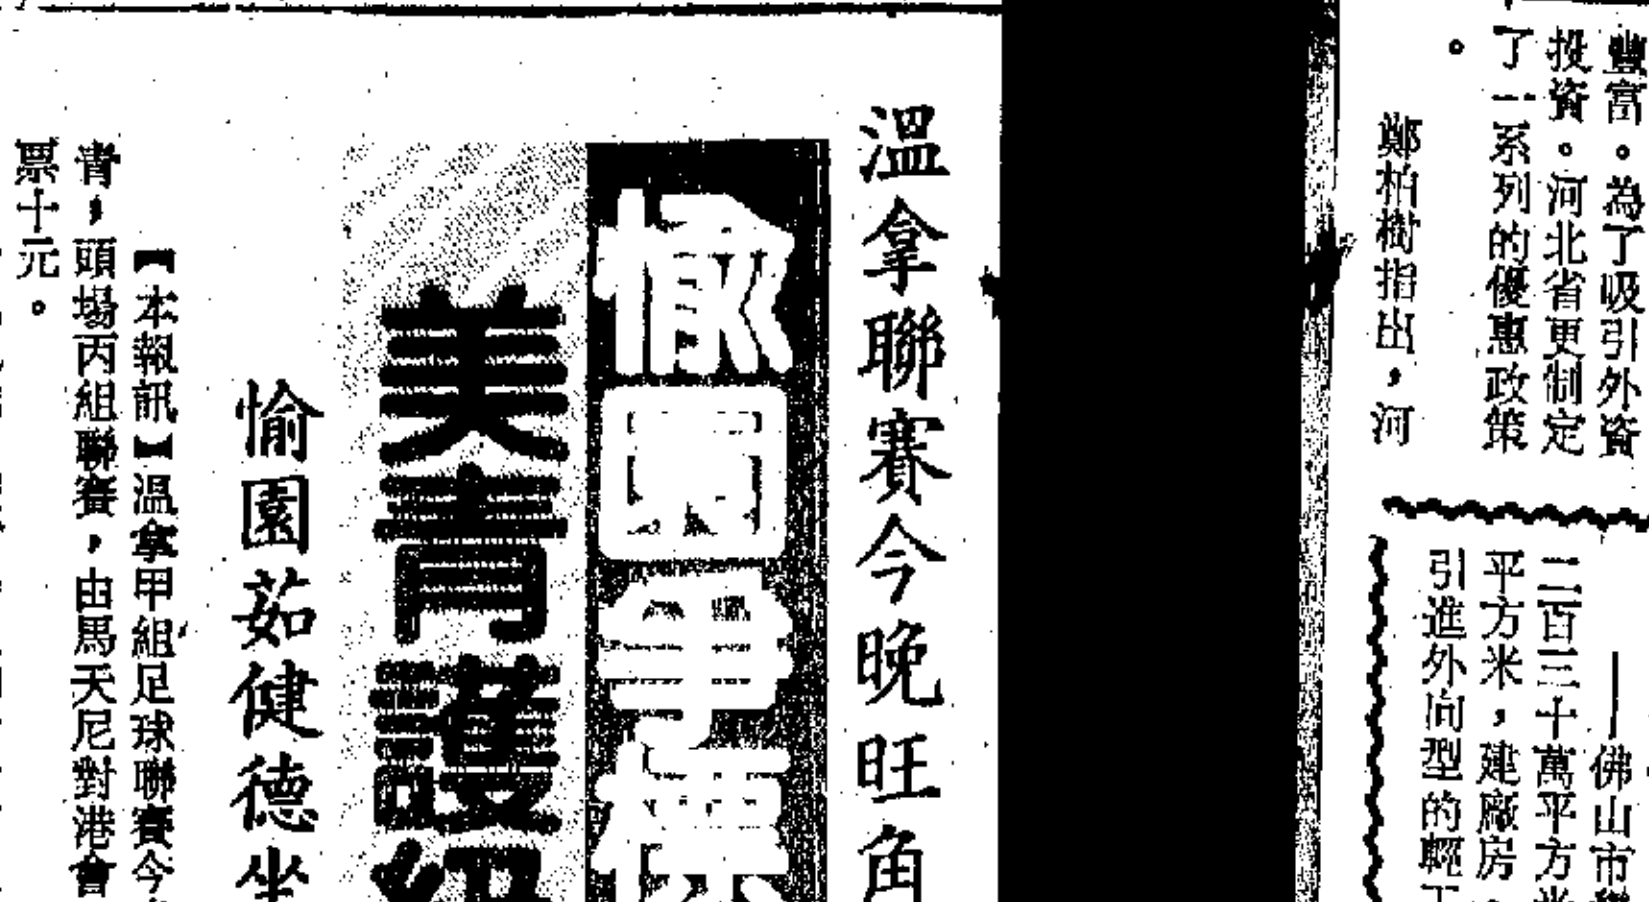 豐富。為了吸引外資
投資。河北省更制定
了一系列的優惠政策
。
鄭柏樹指出，河
——佛山市
二百三十萬平方米
平方米，建廠房，
引進外向型的輕工
溫拿聯賽今晚旺角
愉園爭標
美青護級
愉園茹健德坐
【本報訊】溫拿甲組足球聯賽今
青，頭場丙組聯賽，由馬天尼對港會
票十元。